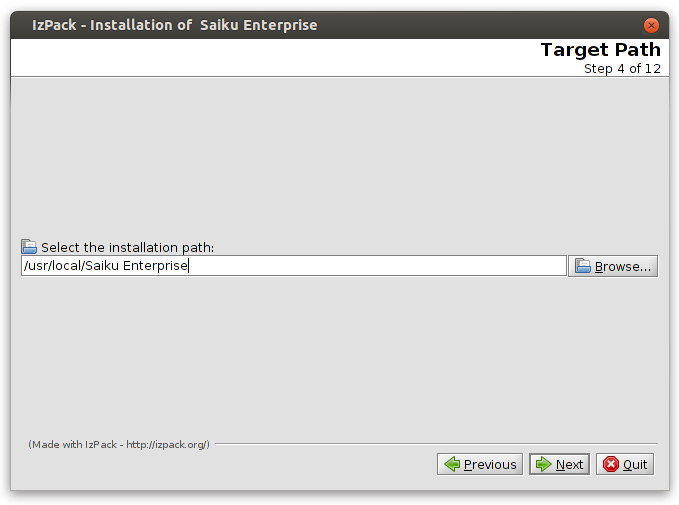 IzPack - Installation of  Saiku Enterprise
Target Path
Step 4 of 12
Select the installation path:
/usr/local/Saiku Enterprise
Browse...
(Made with IzPack - http://izpack.org/)
Previous
Next
Quit